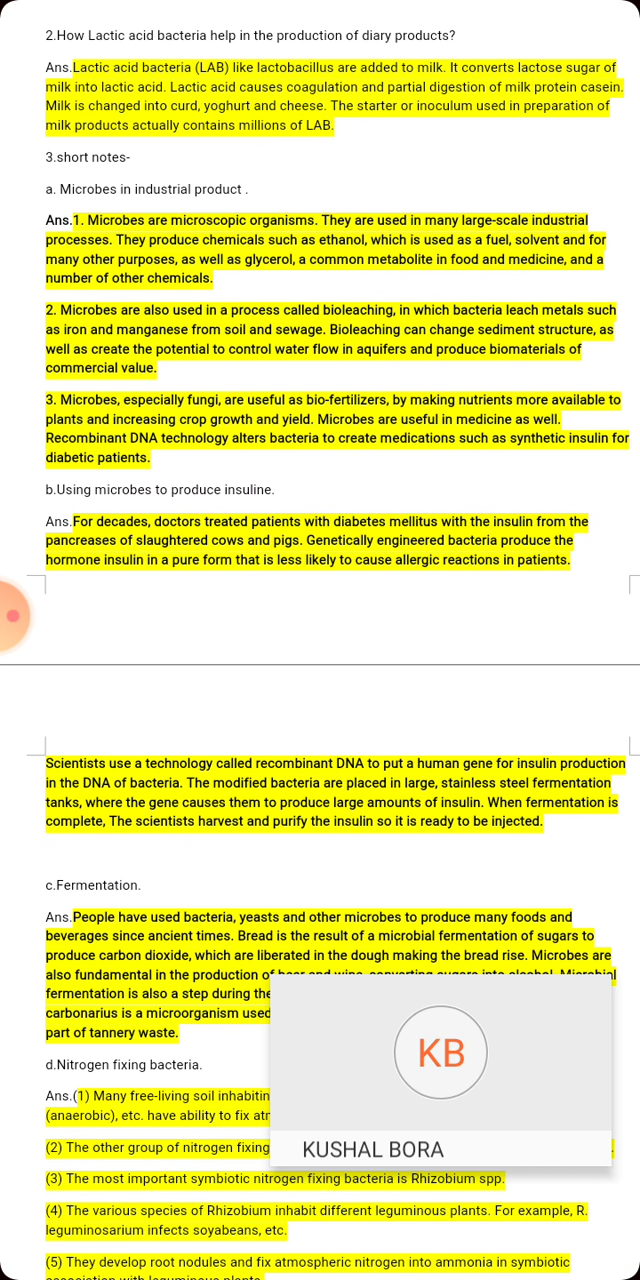 2.How Lactic acid bacteria help in the production of diary products?
Ans.Lactic acid bacteria (LAB) like lactobacillus are added to milk. It converts lactose sugar of
milk into lactic acid. Lactic acid causes coagulation and partial digestion of milk protein casein.
Milk is changed into curd, yoghurt and cheese. The starter or inoculum used in preparation of
milk products actually contains millions of LAB.
3.short notes-
a. Microbes in industrial product .
Ans.1. Microbes are microscopic organisms. They are used in many large-scale industrial
processes. They produce chemicals such as ethanol, which is used as a fuel, solvent and for
many other purposes, as well as glycerol, a common metabolite in food and medicine, and a
number of other chemicals.
2. Microbes are also used in a process called bioleaching, in which bacteria leach metals such
as iron and manganese from soil and sewage. Bioleaching can change sediment structure, as
well as create the potential to control water flow in aquifers and produce biomaterials of
commercial value.
3. Microbes, especially fungi, are useful as bio-fertilizers, by making nutrients more available to
plants and increasing crop growth and yield. Microbes are useful in medicine as well.
Recombinant DNA technology alters bacteria to create medications such as synthetic insulin for
diabetic patients.
b.Using microbes to produce insuline.
Ans.For decades, doctors treated patients with diabetes mellitus with the insulin from the
pancreases of slaughtered cows and pigs. Genetically engineered bacteria produce the
hormone insulin in a pure form that is less likely to cause allergic reactions in patients.
Scientists use a technology called recombinant DNA to put a human gene for insulin production
in the DNA of bacteria. The modified bacteria are placed in large, stainless steel fermentation
tanks, where the gene causes them to produce large amounts of insulin. When fermentation is
complete, The scientists harvest and purify the insulin so it is ready to be injected.
c.Fermentation.
Ans.People have used bacteria, yeasts and other microbes to produce many foods and
beverages since ancient times. Bread is the result of a microbial fermentation of sugars to
produce carbon dioxide, which are liberated in the dough making the bread rise. Microbes are
also fundamental in the production of beer and wine, converting sugars into alcohol. Microbial
fermentation is also a step during the
carbonarius is a microorganism used
part of tannery waste.
d.Nitrogen fixing bacteria.
Ans.(1) Many free-living soil
(anaerobic), etc. have ability to fix
(2) The other group of nitrogen fixing
(3) The most important symbiotic nitrogen fixing bacteria is Rhizobium spp.
(4) The various species of Rhizobium inhabit different leguminous plants. For example, R.
leguminosarium infects soyabeans, etc.
(5) They develop root nodules and fix atmospheric nitrogen into ammonia in symbiotic
KB
KUSHAL BORA